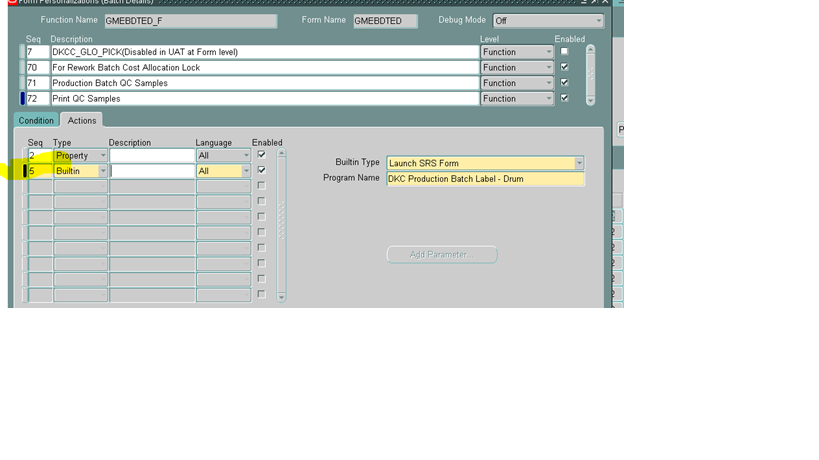 Form Personalizations (Batch Details)
Function Name GMEBDTED_F Form Name GMEBDTED Debug Mode Off
Seq Description Level Enabled
7 DKCC_GLO_PICK(Disabled in UAT at Form level) Function
70 For Rework Batch Cost Allocation Lock Function
71 Production Batch QC Samples Function
72 Print QC Samples Function
Condition Actions
Seq Type Description Language Enabled
2 Property All
5 Builtin All
Builtin Type Launch SRS Form
Program Name DKC Production Batch Label - Drum
Add Parameter...
P